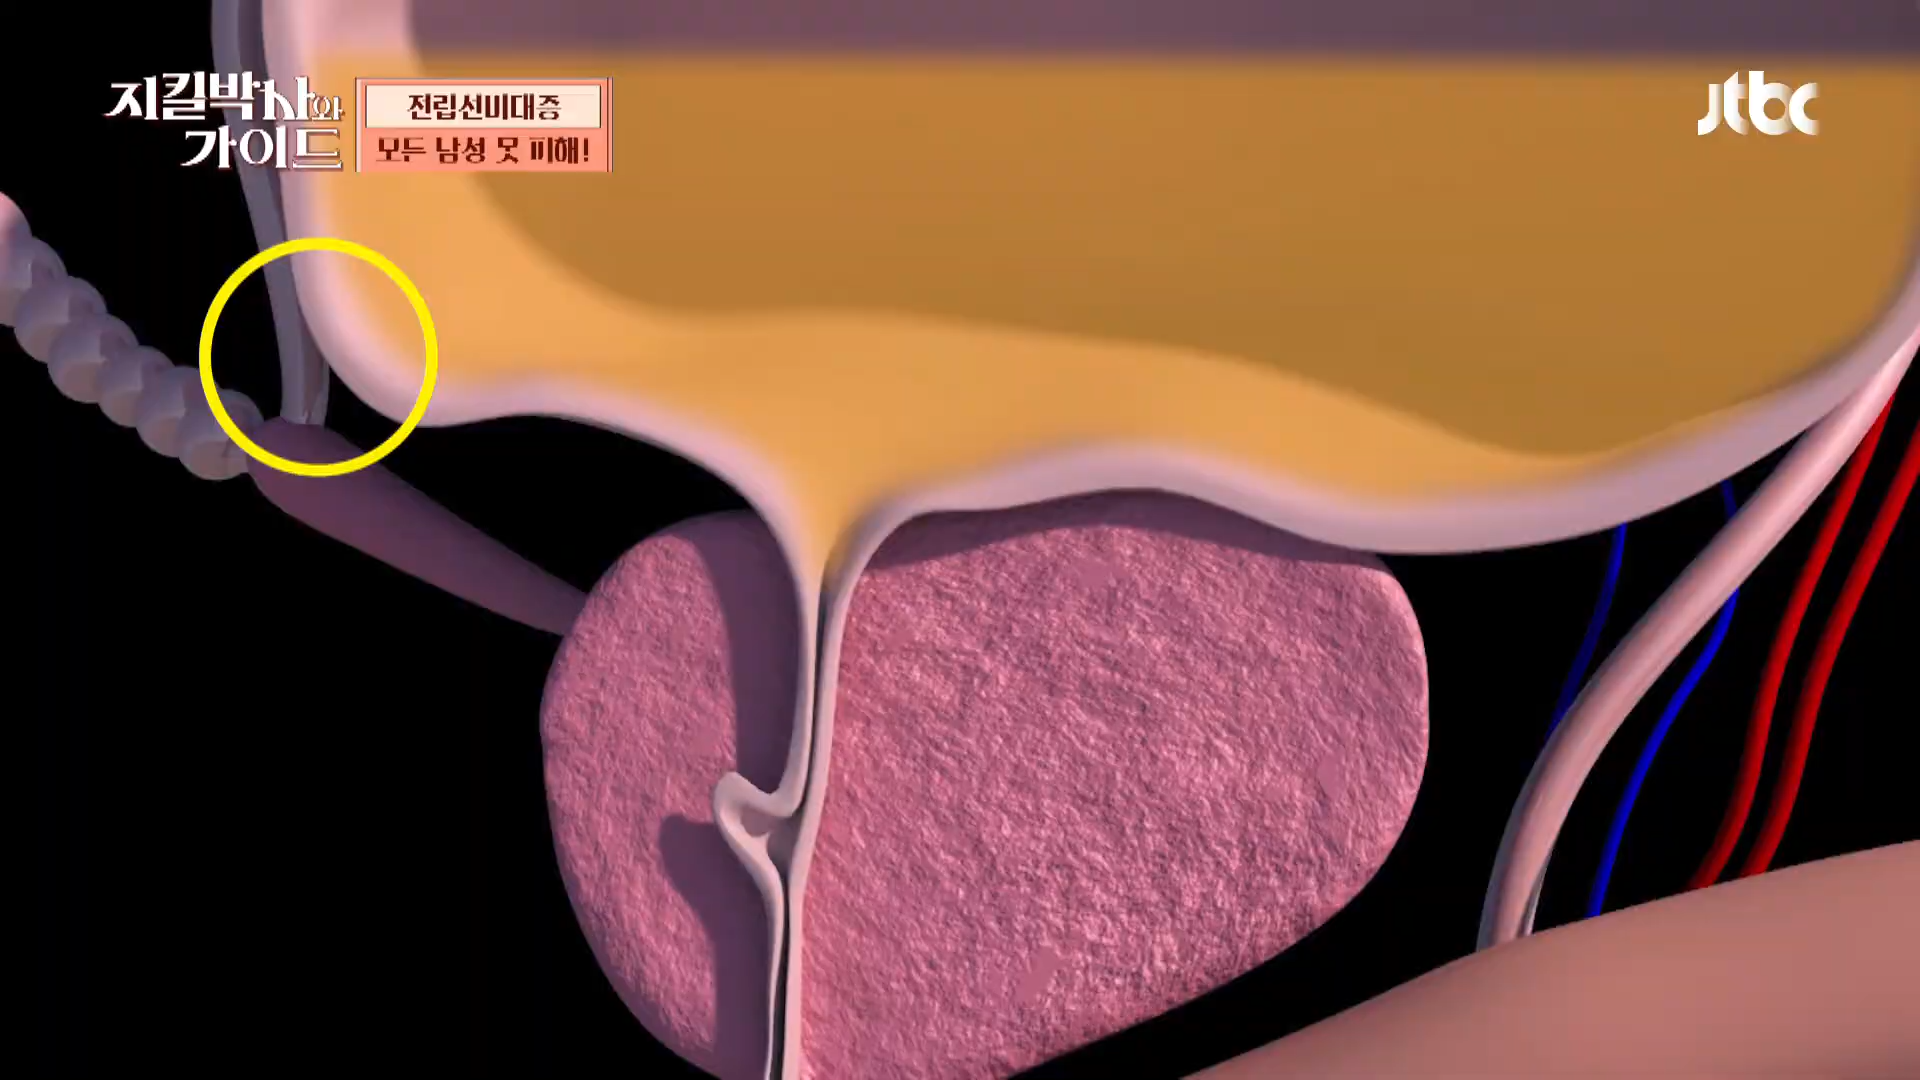 지킬박사와
가이드
전립선비대증
모든 남성 못 피해!
jtbc